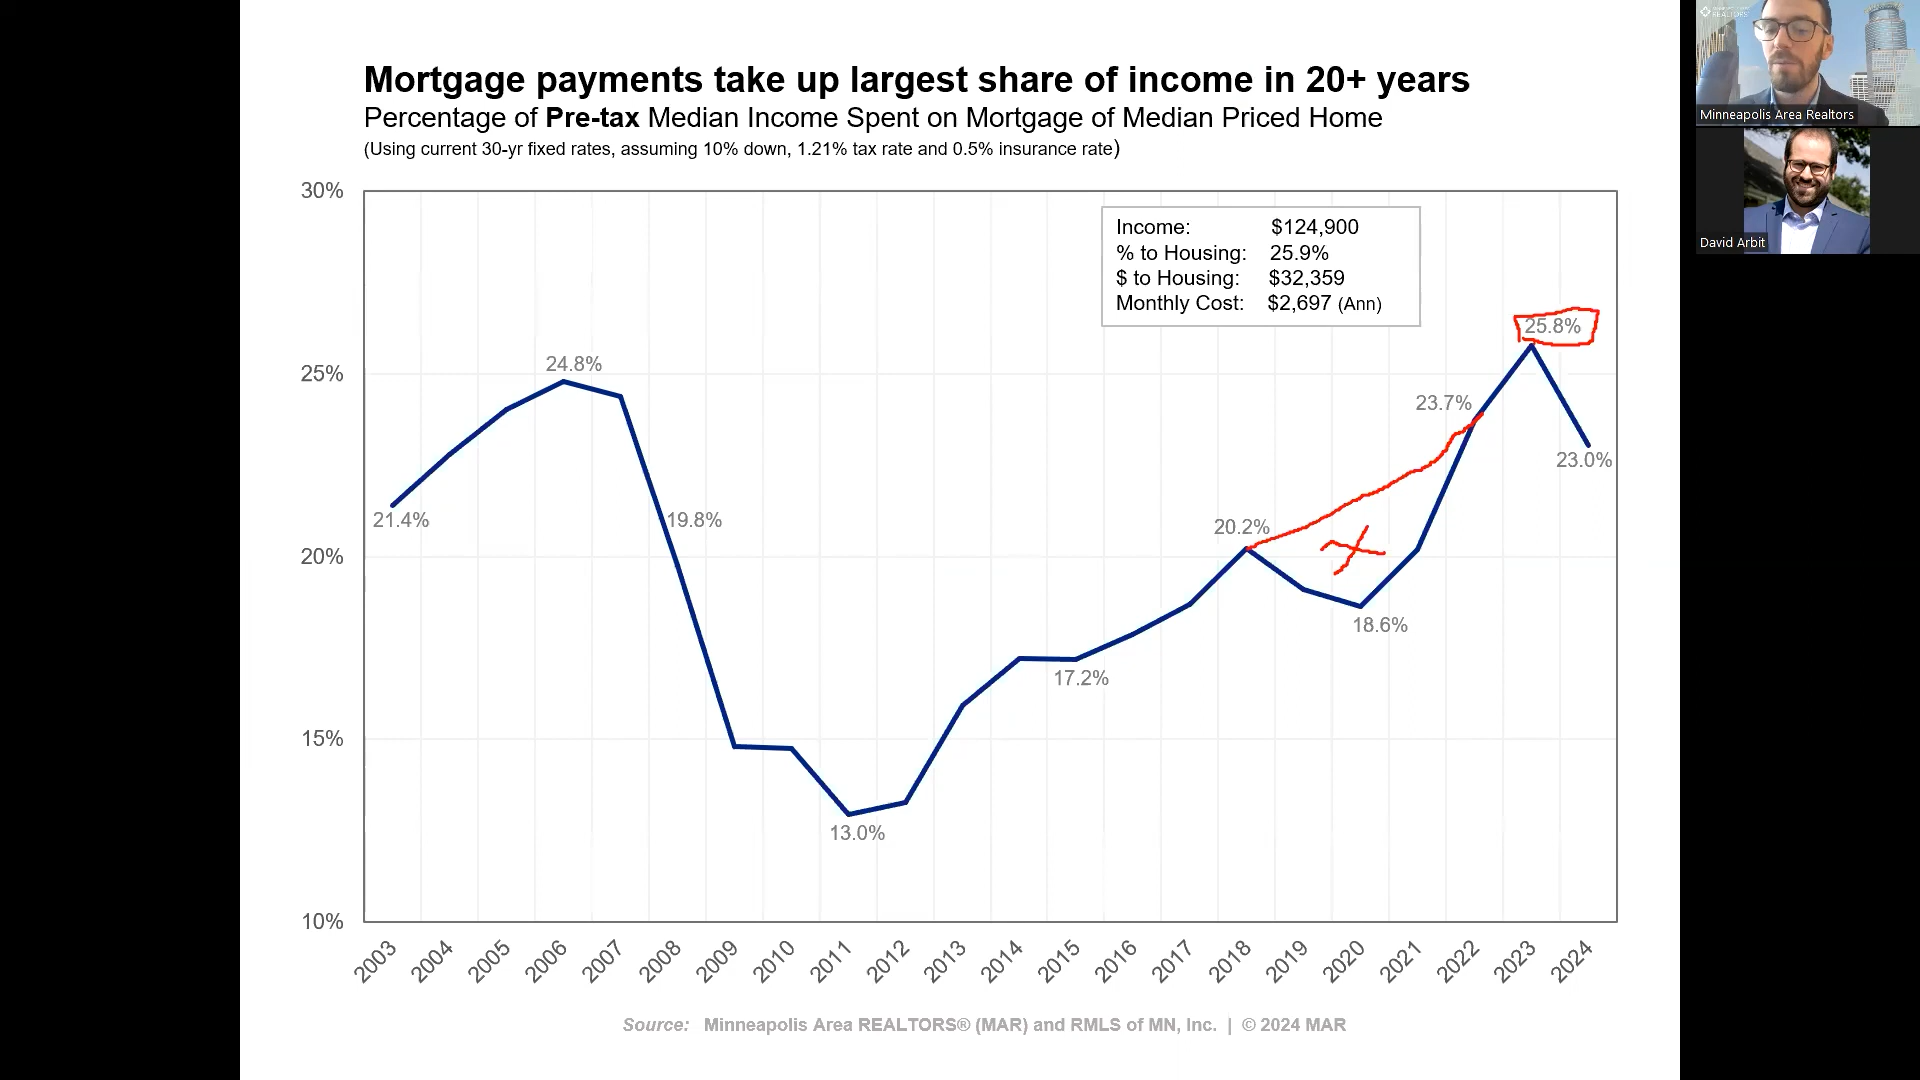 Mortgage payments take up largest share of income in 20+ years
Percentage of Pre-tax Median Income Spent on Mortgage of Median Priced Home
(Using current 30-yr fixed rates, assuming 10% down, 1.21% tax rate and 0.5% insurance rate)
30%
25%
20%
15%
10%
Income: $124,900
% to Housing: 25.9%
$ to Housing: $32,359
Monthly Cost: $2,697 (Ann)
21.4%
24.8%
19.8%
13.0%
17.2%
20.2%
18.6%
23.7%
25.8%
23.0%
2003 2004 2005 2006 2007 2008 2009 2010 2011 2012 2013 2014 2015 2016 2017 2018 2019 2020 2021 2022 2023 2024
Source: Minneapolis Area REALTORS® (MAR) and RMLS of MN, Inc. | © 2024 MAR
REALTORS®
Minneapolis Area Realtors
David Arbit